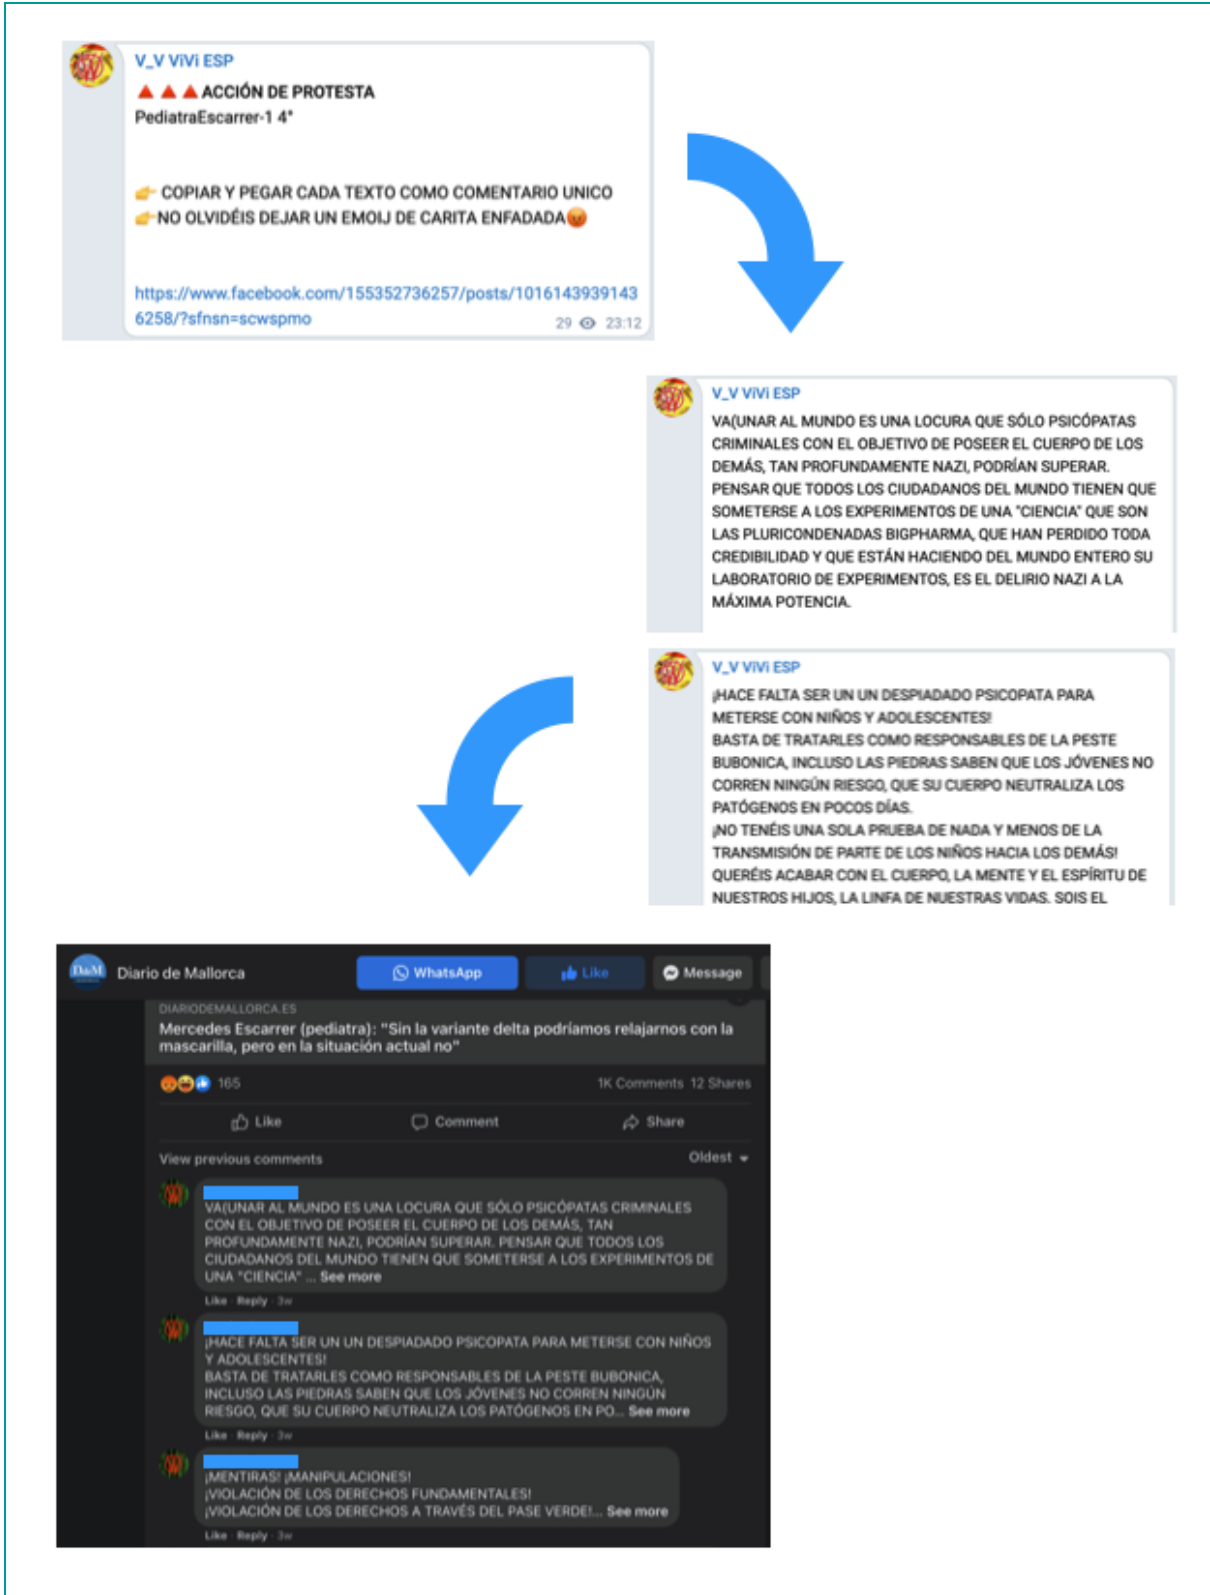 V_V ViVi ESP
🔺🔺🔺ACCIÓN DE PROTESTA
PediatraEscarrer-1 4°
👉 COPIAR Y PEGAR CADA TEXTO COMO COMENTARIO UNICO
👉NO OLVIDÉIS DEJAR UN EMOIJ DE CARITA ENFADADA😡
https://www.facebook.com/155352736257/posts/1016143939143
6258/?sfnsn=scwspmo
29 23:12
V_V ViVi ESP
VA(UNAR AL MUNDO ES UNA LOCURA QUE SÓLO PSICÓPATAS
CRIMINALES CON EL OBJETIVO DE POSEER EL CUERPO DE LOS
DEMÁS, TAN PROFUNDAMENTE NAZI, PODRÍAN SUPERAR.
PENSAR QUE TODOS LOS CIUDADANOS DEL MUNDO TIENEN QUE
SOMETERSE A LOS EXPERIMENTOS DE UNA "CIENCIA" QUE SON
LAS PLURICONDENADAS BIGPHARMA, QUE HAN PERDIDO TODA
CREDIBILIDAD Y QUE ESTÁN HACIENDO DEL MUNDO ENTERO SU
LABORATORIO DE EXPERIMENTOS, ES EL DELIRIO NAZI A LA
MÁXIMA POTENCIA.
V_V ViVi ESP
¡HACE FALTA SER UN UN DESPIADADO PSICOPATA PARA
METERSE CON NIÑOS Y ADOLESCENTES!
BASTA DE TRATARLES COMO RESPONSABLES DE LA PESTE
BUBONICA, INCLUSO LAS PIEDRAS SABEN QUE LOS JÓVENES NO
CORREN NINGÚN RIESGO, QUE SU CUERPO NEUTRALIZA LOS
PATÓGENOS EN POCOS DÍAS.
¡NO TENÉIS UNA SOLA PRUEBA DE NADA Y MENOS DE LA
TRANSMISIÓN DE PARTE DE LOS NIÑOS HACIA LOS DEMÁS!
QUERÉIS ACABAR CON EL CUERPO, LA MENTE Y EL ESPÍRITU DE
NUESTROS HIJOS, LA LINFA DE NUESTRAS VIDAS. SOIS EL
DdM Diario de Mallorca WhatsApp Like Message
DIARIODEMALLORCA.ES
Mercedes Escarrer (pediatra): "Sin la variante delta podríamos relajarnos con la
mascarilla, pero en la situación actual no"
165 1K Comments 12 Shares
Like Comment Share
View previous comments Oldest
VA(UNAR AL MUNDO ES UNA LOCURA QUE SÓLO PSICÓPATAS CRIMINALES
CON EL OBJETIVO DE POSEER EL CUERPO DE LOS DEMÁS, TAN
PROFUNDAMENTE NAZI, PODRÍAN SUPERAR. PENSAR QUE TODOS LOS
CIUDADANOS DEL MUNDO TIENEN QUE SOMETERSE A LOS EXPERIMENTOS DE
UNA "CIENCIA" ... See more
Like · Reply · 3w
¡HACE FALTA SER UN UN DESPIADADO PSICOPATA PARA METERSE CON NIÑOS
Y ADOLESCENTES!
BASTA DE TRATARLES COMO RESPONSABLES DE LA PESTE BUBONICA,
INCLUSO LAS PIEDRAS SABEN QUE LOS JÓVENES NO CORREN NINGÚN
RIESGO, QUE SU CUERPO NEUTRALIZA LOS PATÓGENOS EN PO... See more
Like · Reply · 3w
¡MENTIRAS! ¡MANIPULACIONES!
¡VIOLACIÓN DE LOS DERECHOS FUNDAMENTALES!
¡VIOLACIÓN DE LOS DERECHOS A TRAVÉS DEL PASE VERDE!... See more
Like · Reply · 3w